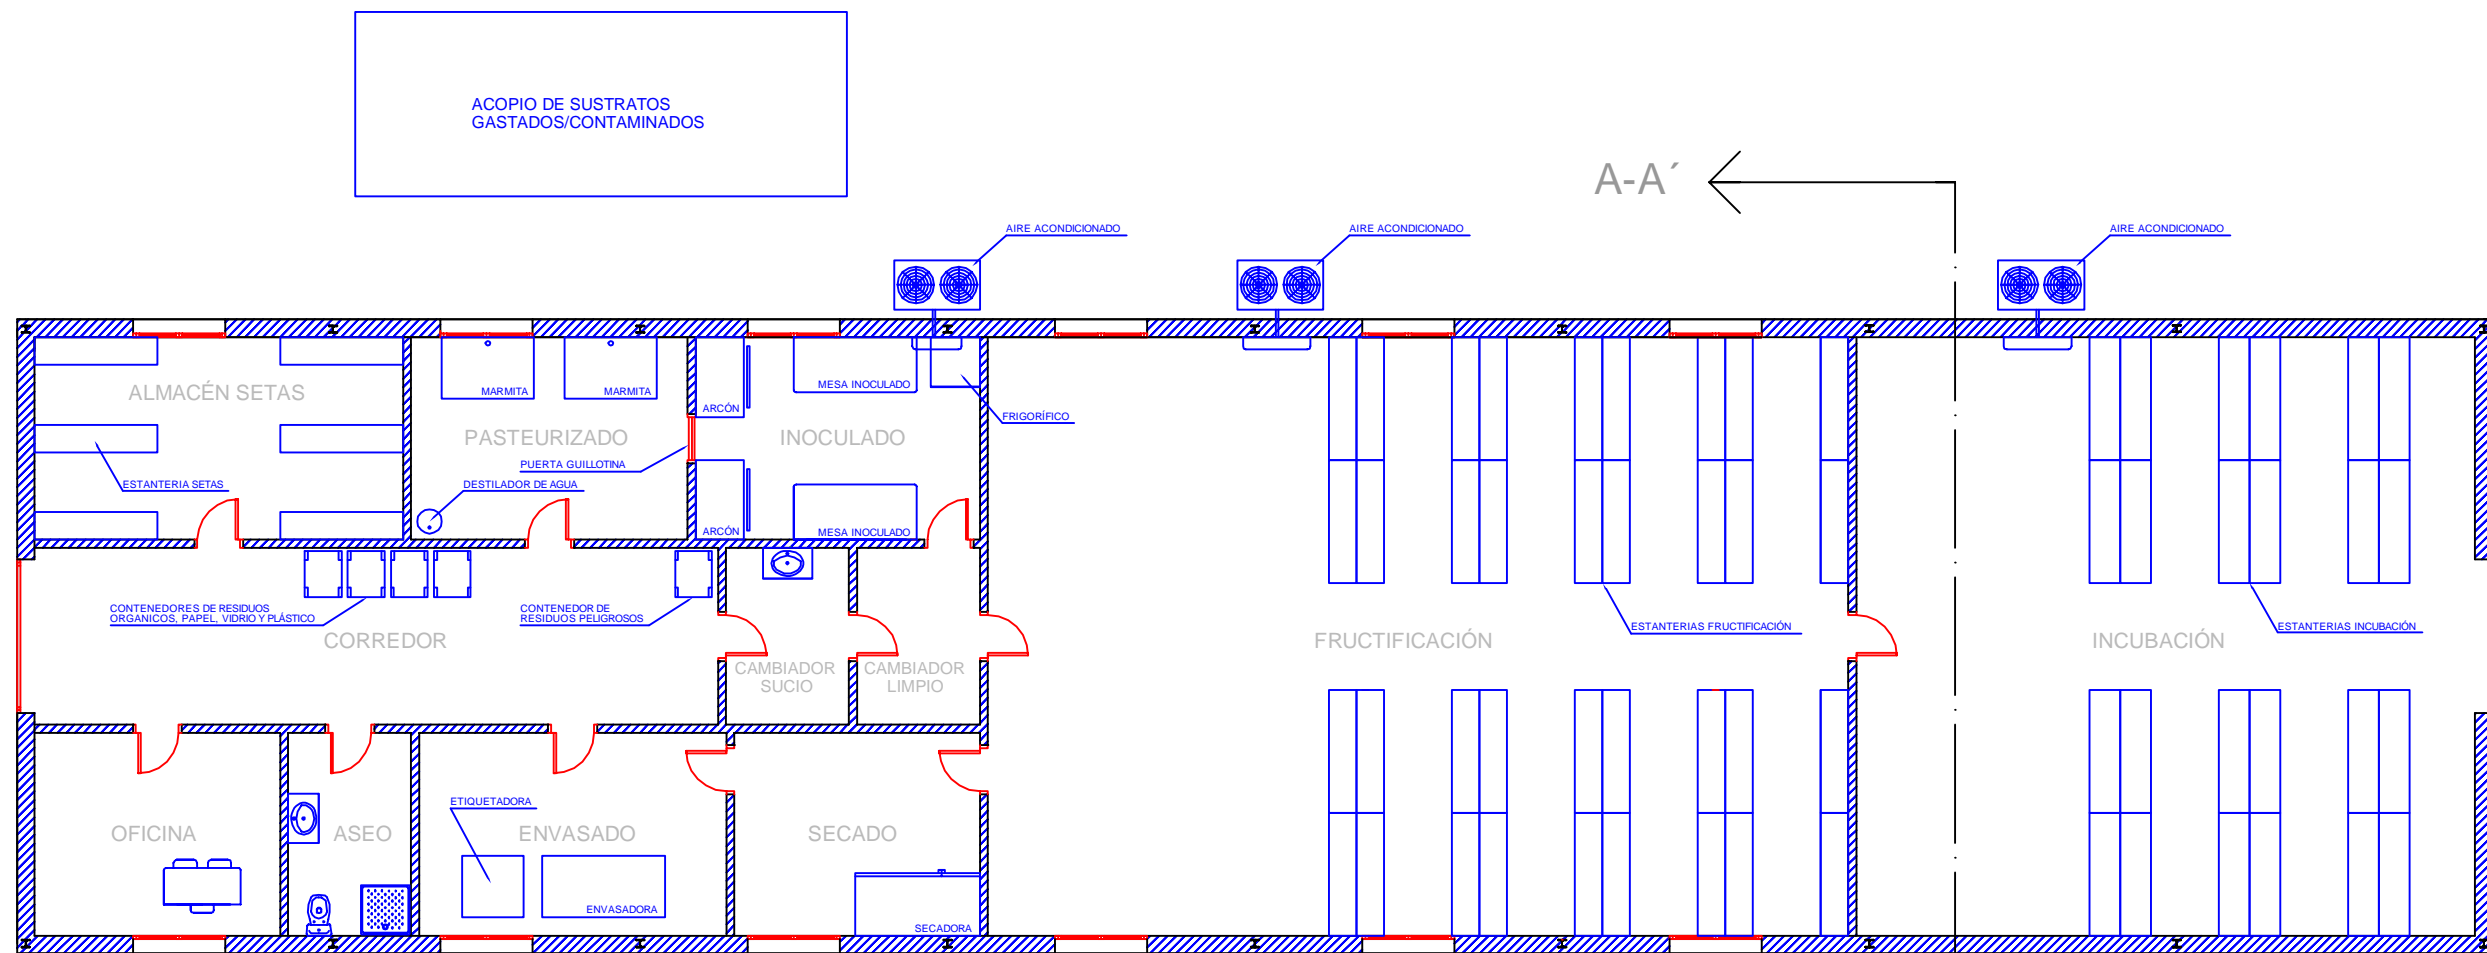 ACOPIO DE SUSTRATOS
GASTADOS/CONTAMINADOS
A-A´
AIRE ACONDICIONADO
AIRE ACONDICIONADO
AIRE ACONDICIONADO
ALMACÉN SETAS
MARMITA
MARMITA
MESA INOCULADO
ARCÓN
FRIGORÍFICO
PASTEURIZADO
INOCULADO
PUERTA GUILLOTINA
ESTANTERIA SETAS
DESTILADOR DE AGUA
ARCÓN
MESA INOCULADO
CONTENEDORES DE RESIDUOS
ORGANICOS, PAPEL, VIDRIO Y PLÁSTICO
CONTENEDOR DE
RESIDUOS PELIGROSOS
CORREDOR
CAMBIADOR
SUCIO
CAMBIADOR
LIMPIO
FRUCTIFICACIÓN
ESTANTERIAS FRUCTIFICACIÓN
INCUBACIÓN
ESTANTERIAS INCUBACIÓN
ETIQUETADORA
OFICINA
ASEO
ENVASADO
SECADO
ENVASADORA
SECADORA